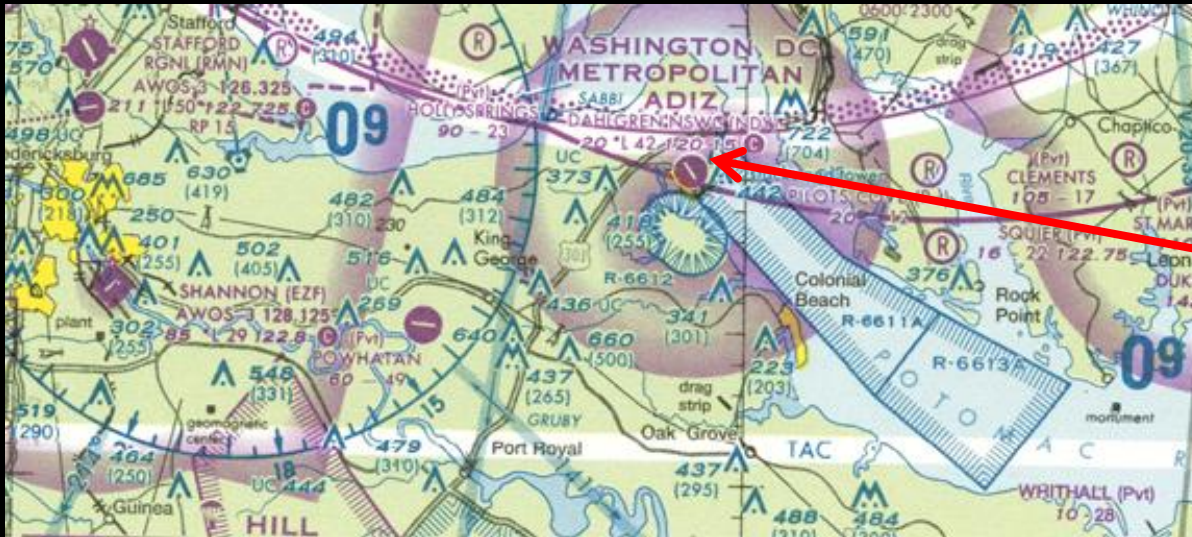 0600-2300
Stafford
STAFFORD
RGNL (RMN)
AWOS-3 126.325
211 *L 50 *122.725 C
RP 15
494
(310)
R
R
WASHINGTON DC
METROPOLITAN
ADIZ
591
(470)
drag
strip
419
427
(367)
570
09
(Pvt)
HOLLY SPRINGS
90 - 23
SABBI
DAHLGREN NSWC (NDY)
20 *L 42
C
722
(704)
Chaptico
498 UC
630
(419)
UC
373
R
R
(Pvt)
CLEMENTS
105 - 17
300
(218)
685
250
482
(310)
230
484
(312)
442
401
(255)
502
(405)
516
King
George
301
418
(255)
R
16
SQUIER (Pvt)
22 122.75
R-6612
376
SHANNON (EZF)
AWOS-3 128.125
85 *L 29 122.8 C
UC
269
436 UC
Colonial
Beach
Rock
Point
plant
302
(255)
(Pvt)
POWHATAN
60 - 49
640
660
(500)
341
(301)
R-6611A
R-6613A
09
548
(331)
437
(265)
223
(203)
drag
strip
P
O
T
O
M
A
C
R
519
(290)
geomagnetic
center
15
GRUBY
monument
464
(250)
18
479
(310)
Port Royal
Oak Grove
TAC
UC 444
437
(295)
WRITHALL (Pvt)
10 - 28
Guinea
HILL
488
(310)
484